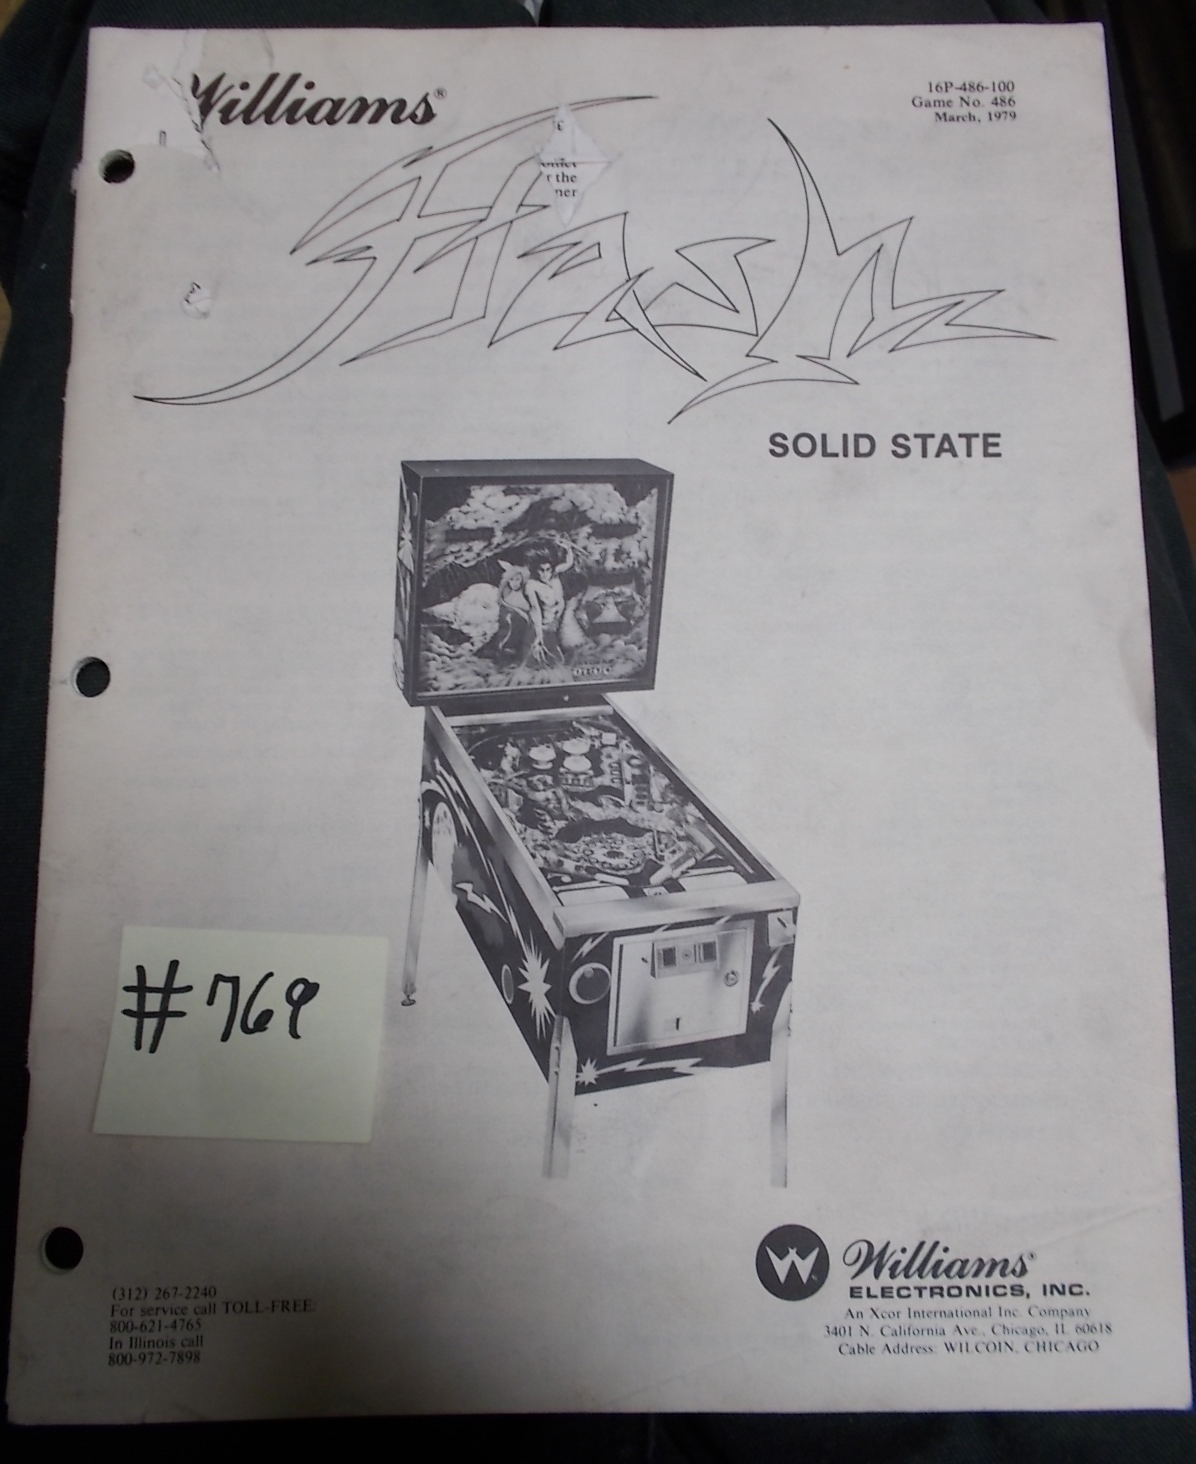 Williams®
16P-486-100
Game No. 486
March, 1979
r the
ner
Flash
SOLID STATE
#769
(312) 267-2240
For service call TOLL-FREE:
800-621-4765
In Illinois call
800-972-7898
Williams®
ELECTRONICS, INC.
An Xcor International Inc. Company
3401 N. California Ave., Chicago, IL 60618
Cable Address: WILCOIN, CHICAGO